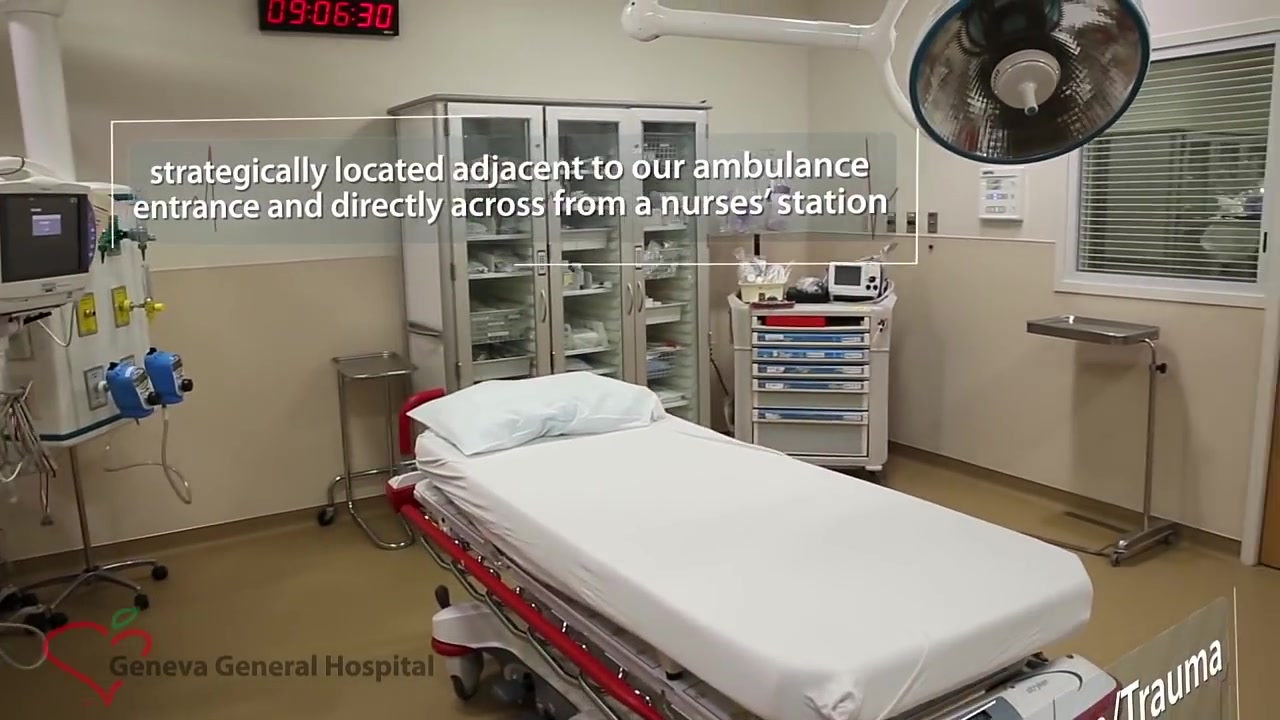 09:06:30
strategically located adjacent to our ambulance
entrance and directly across from a nurses' station
Geneva General Hospital
/Trauma